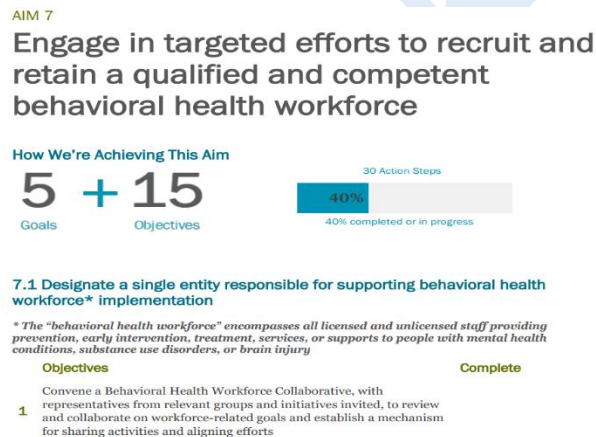 AIM 7
Engage in targeted efforts to recruit and
retain a qualified and competent
behavioral health workforce
How We're Achieving This Aim
5 + 15
Goals Objectives
30 Action Steps
40%
40% completed or in progress
7.1 Designate a single entity responsible for supporting behavioral health
workforce* implementation
* The "behavioral health workforce" encompasses all licensed and unlicensed staff providing
prevention, early intervention, treatment, services, or supports to people with mental health
conditions, substance use disorders, or brain injury
Objectives Complete
1 Convene a Behavioral Health Workforce Collaborative, with
representatives from relevant groups and initiatives invited, to review
and collaborate on workforce-related goals and establish a mechanism
for sharing activities and aligning efforts